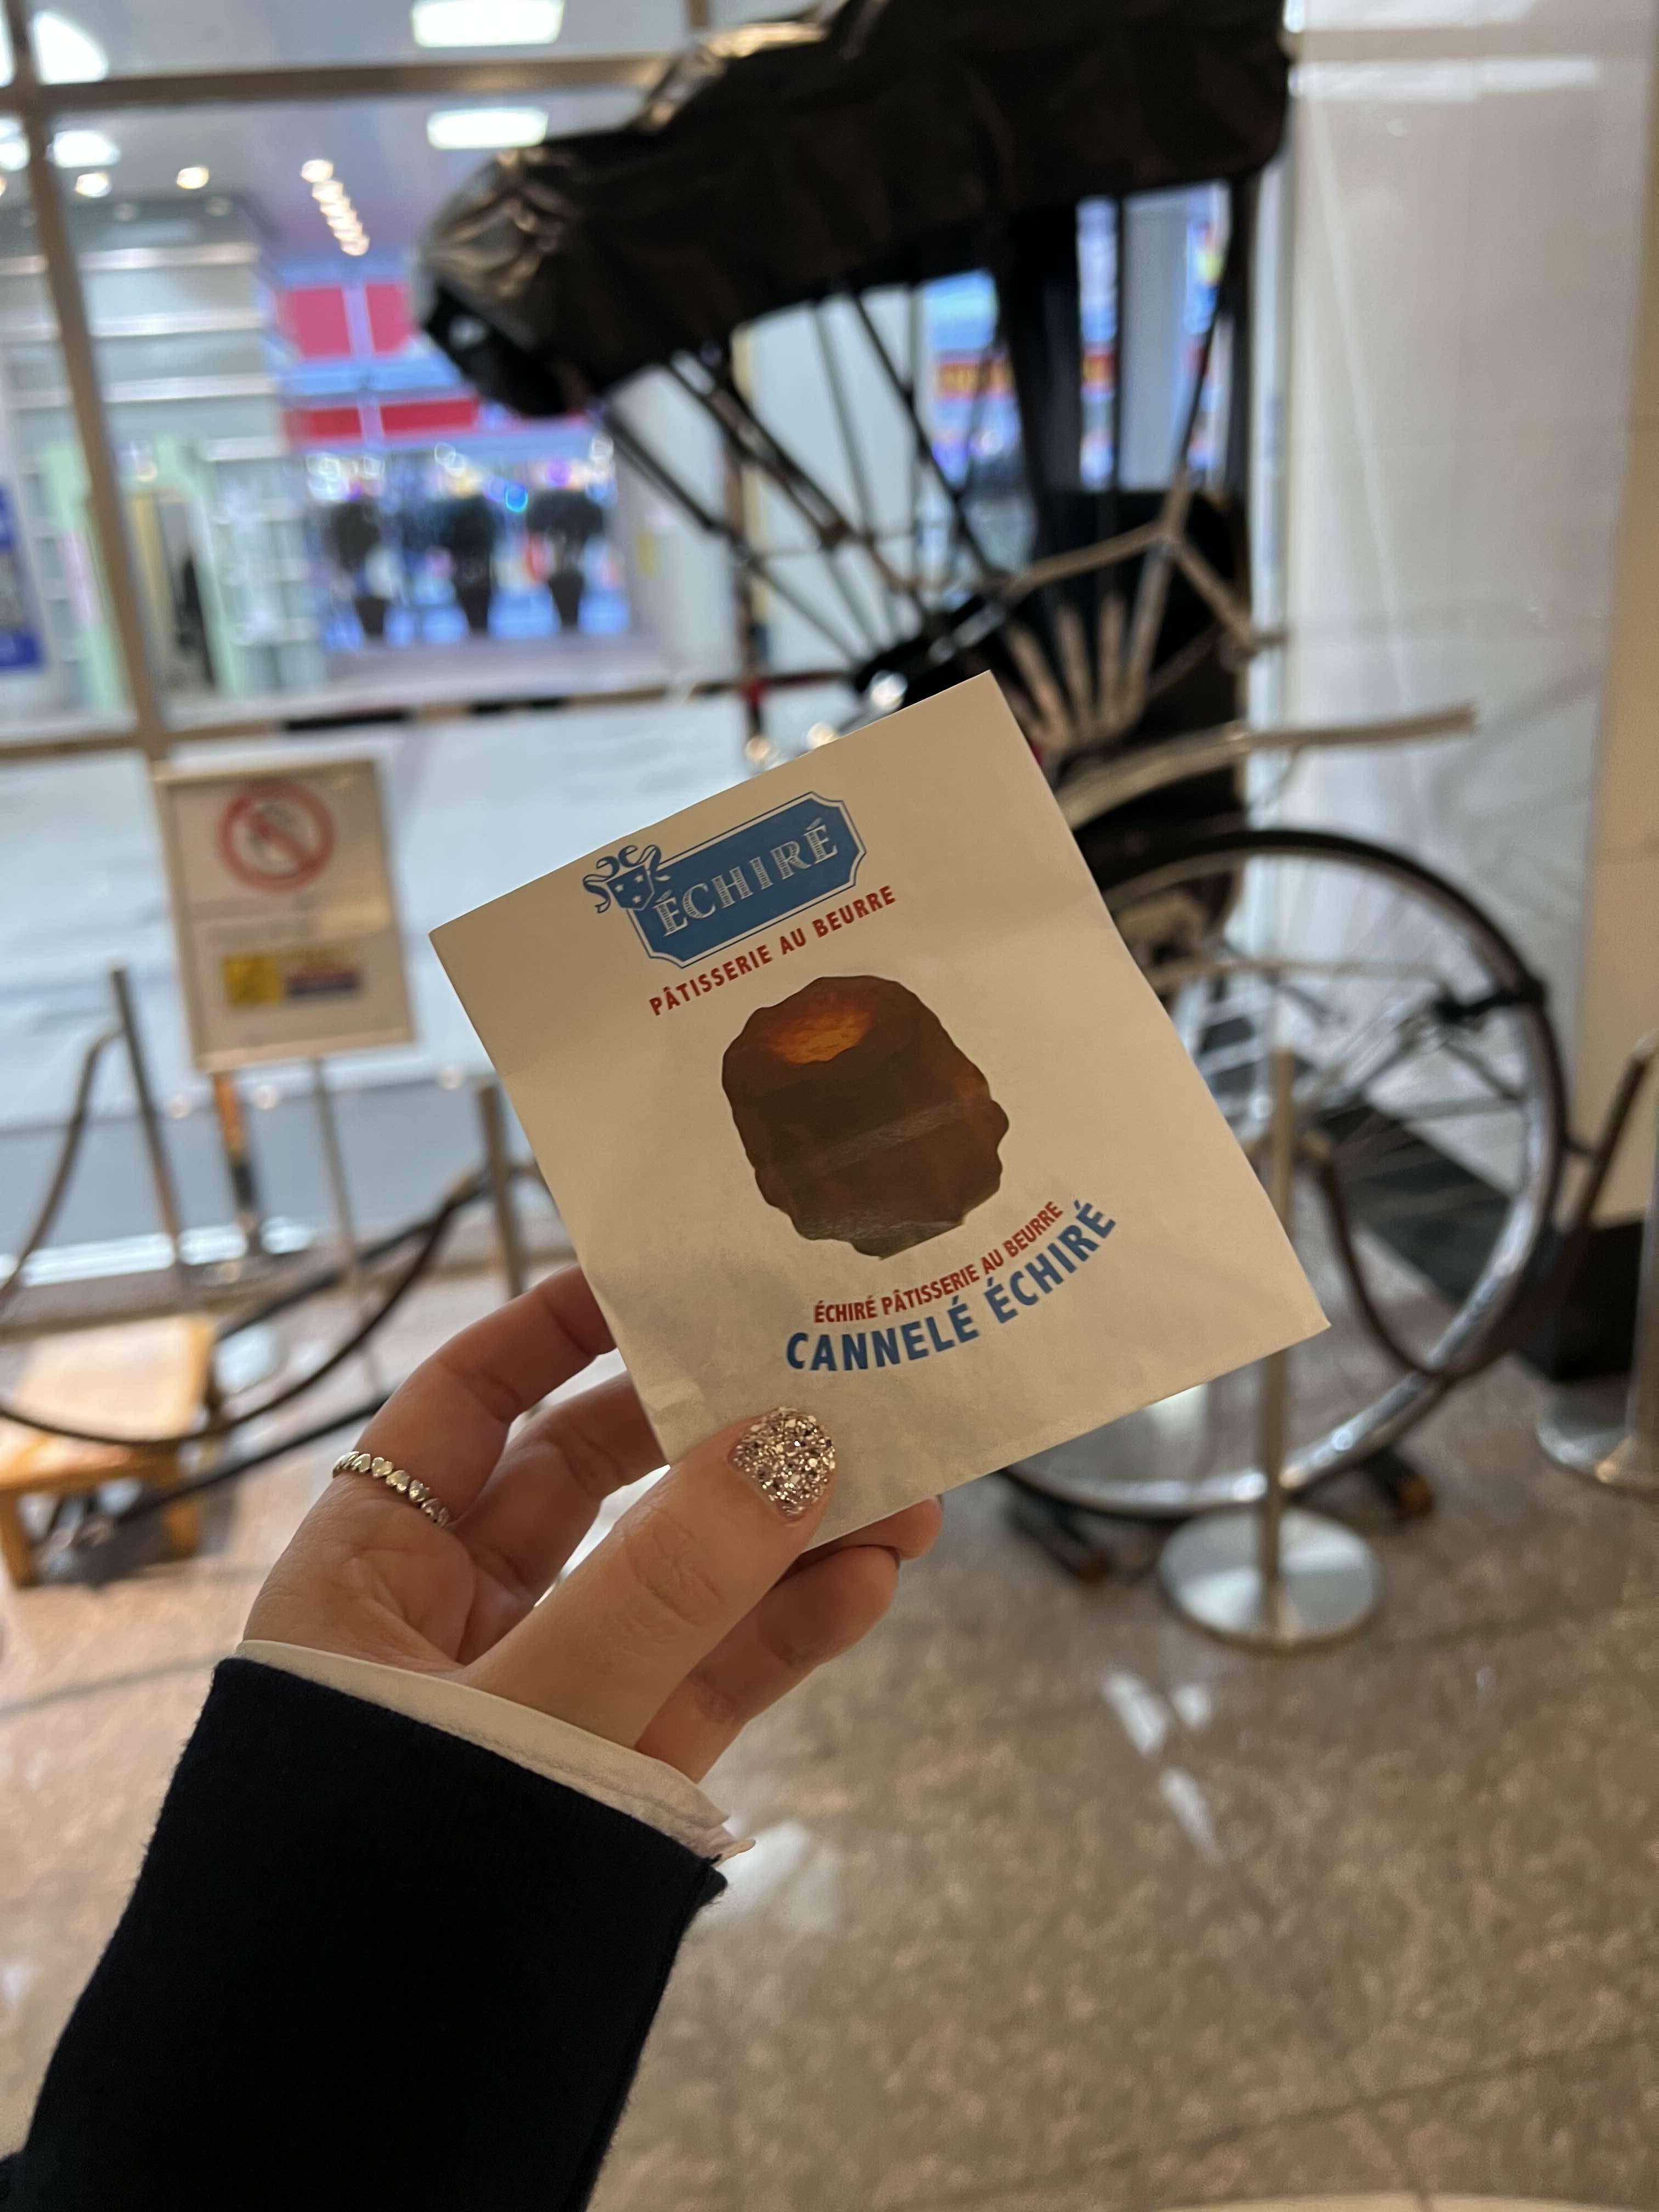 ÉCHIRÉ
PÂTISSERIE AU BEURRE
ÉCHIRÉ PÂTISSERIE AU BEURRE
CANNELÉ ÉCHIRÉ